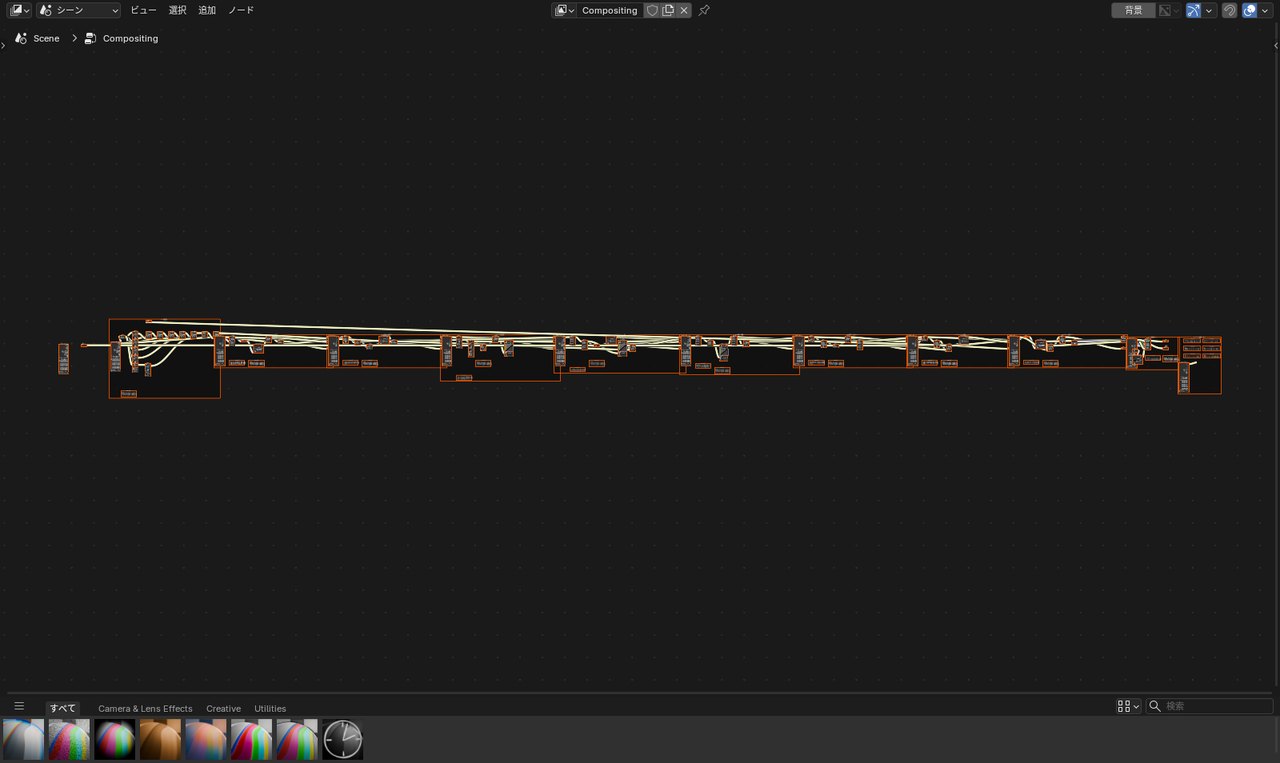 シーン ビュー 選択 追加 ノード Compositing 背景
Scene Compositing
すべて Camera & Lens Effects Creative Utilities 検索